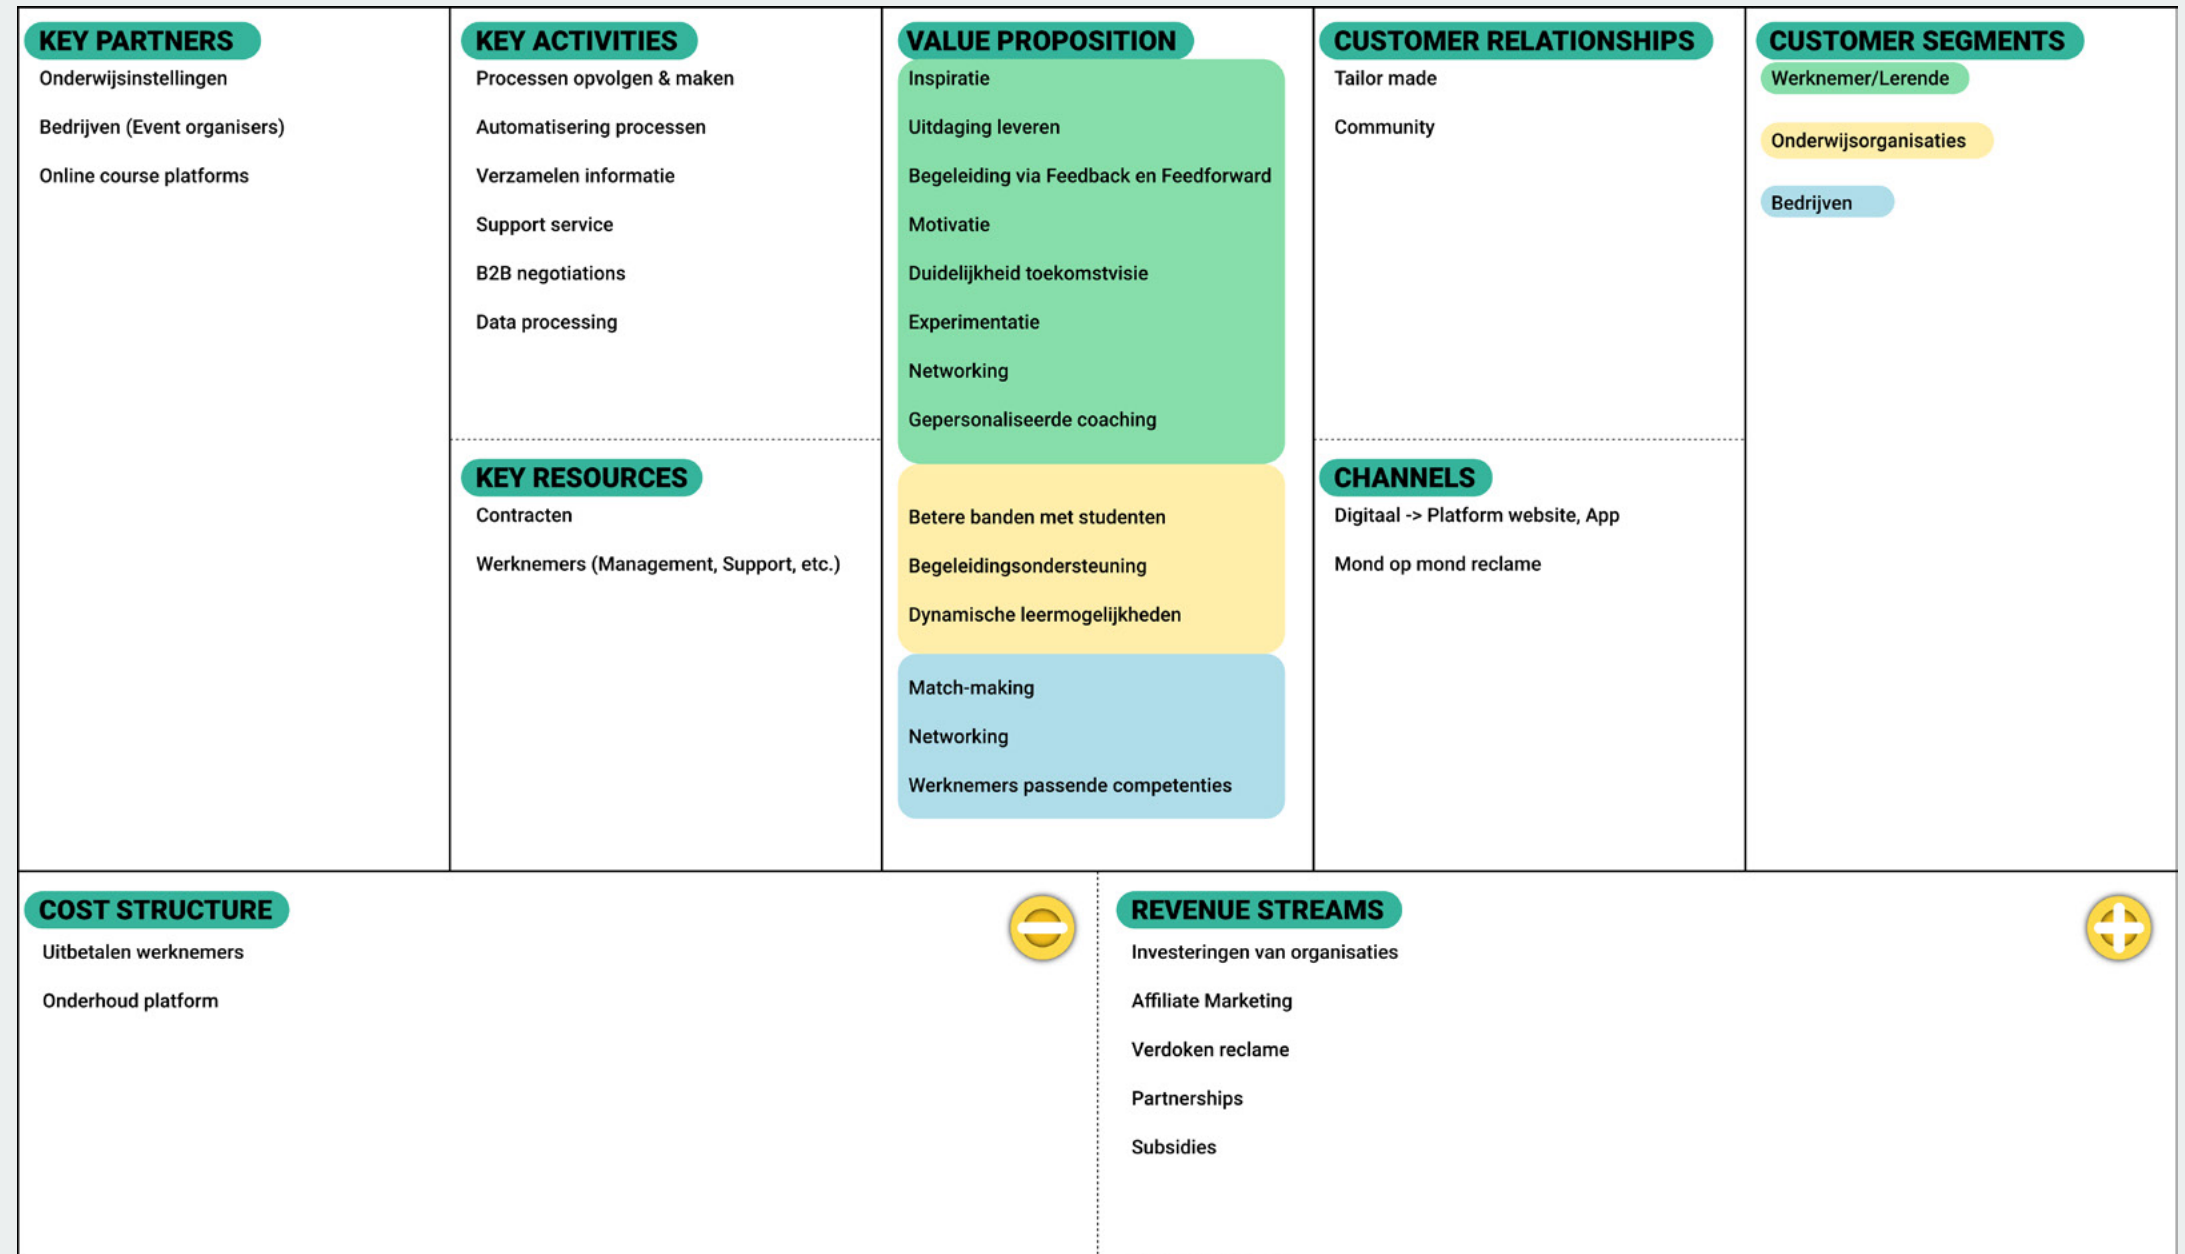 KEY PARTNERS
Onderwijsinstellingen
Bedrijven (Event organisers)
Online course platforms
KEY ACTIVITIES
Processen opvolgen & maken
Automatisering processen
Verzamelen informatie
Support service
B2B negotiations
Data processing
KEY RESOURCES
Contracten
Werknemers (Management, Support, etc.)
VALUE PROPOSITION
Inspiratie
Uitdaging leveren
Begeleiding via Feedback en Feedforward
Motivatie
Duidelijkheid toekomstvisie
Experimentatie
Networking
Gepersonaliseerde coaching
Betere banden met studenten
Begeleidingsondersteuning
Dynamische leermogelijkheden
Match-making
Networking
Werknemers passende competenties
CUSTOMER RELATIONSHIPS
Tailor made
Community
CHANNELS
Digitaal -> Platform website, App
Mond op mond reclame
CUSTOMER SEGMENTS
Werknemer/Lerende
Onderwijsorganisaties
Bedrijven
COST STRUCTURE
Uitbetalen werknemers
Onderhoud platform
REVENUE STREAMS
Investeringen van organisaties
Affiliate Marketing
Verdoken reclame
Partnerships
Subsidies